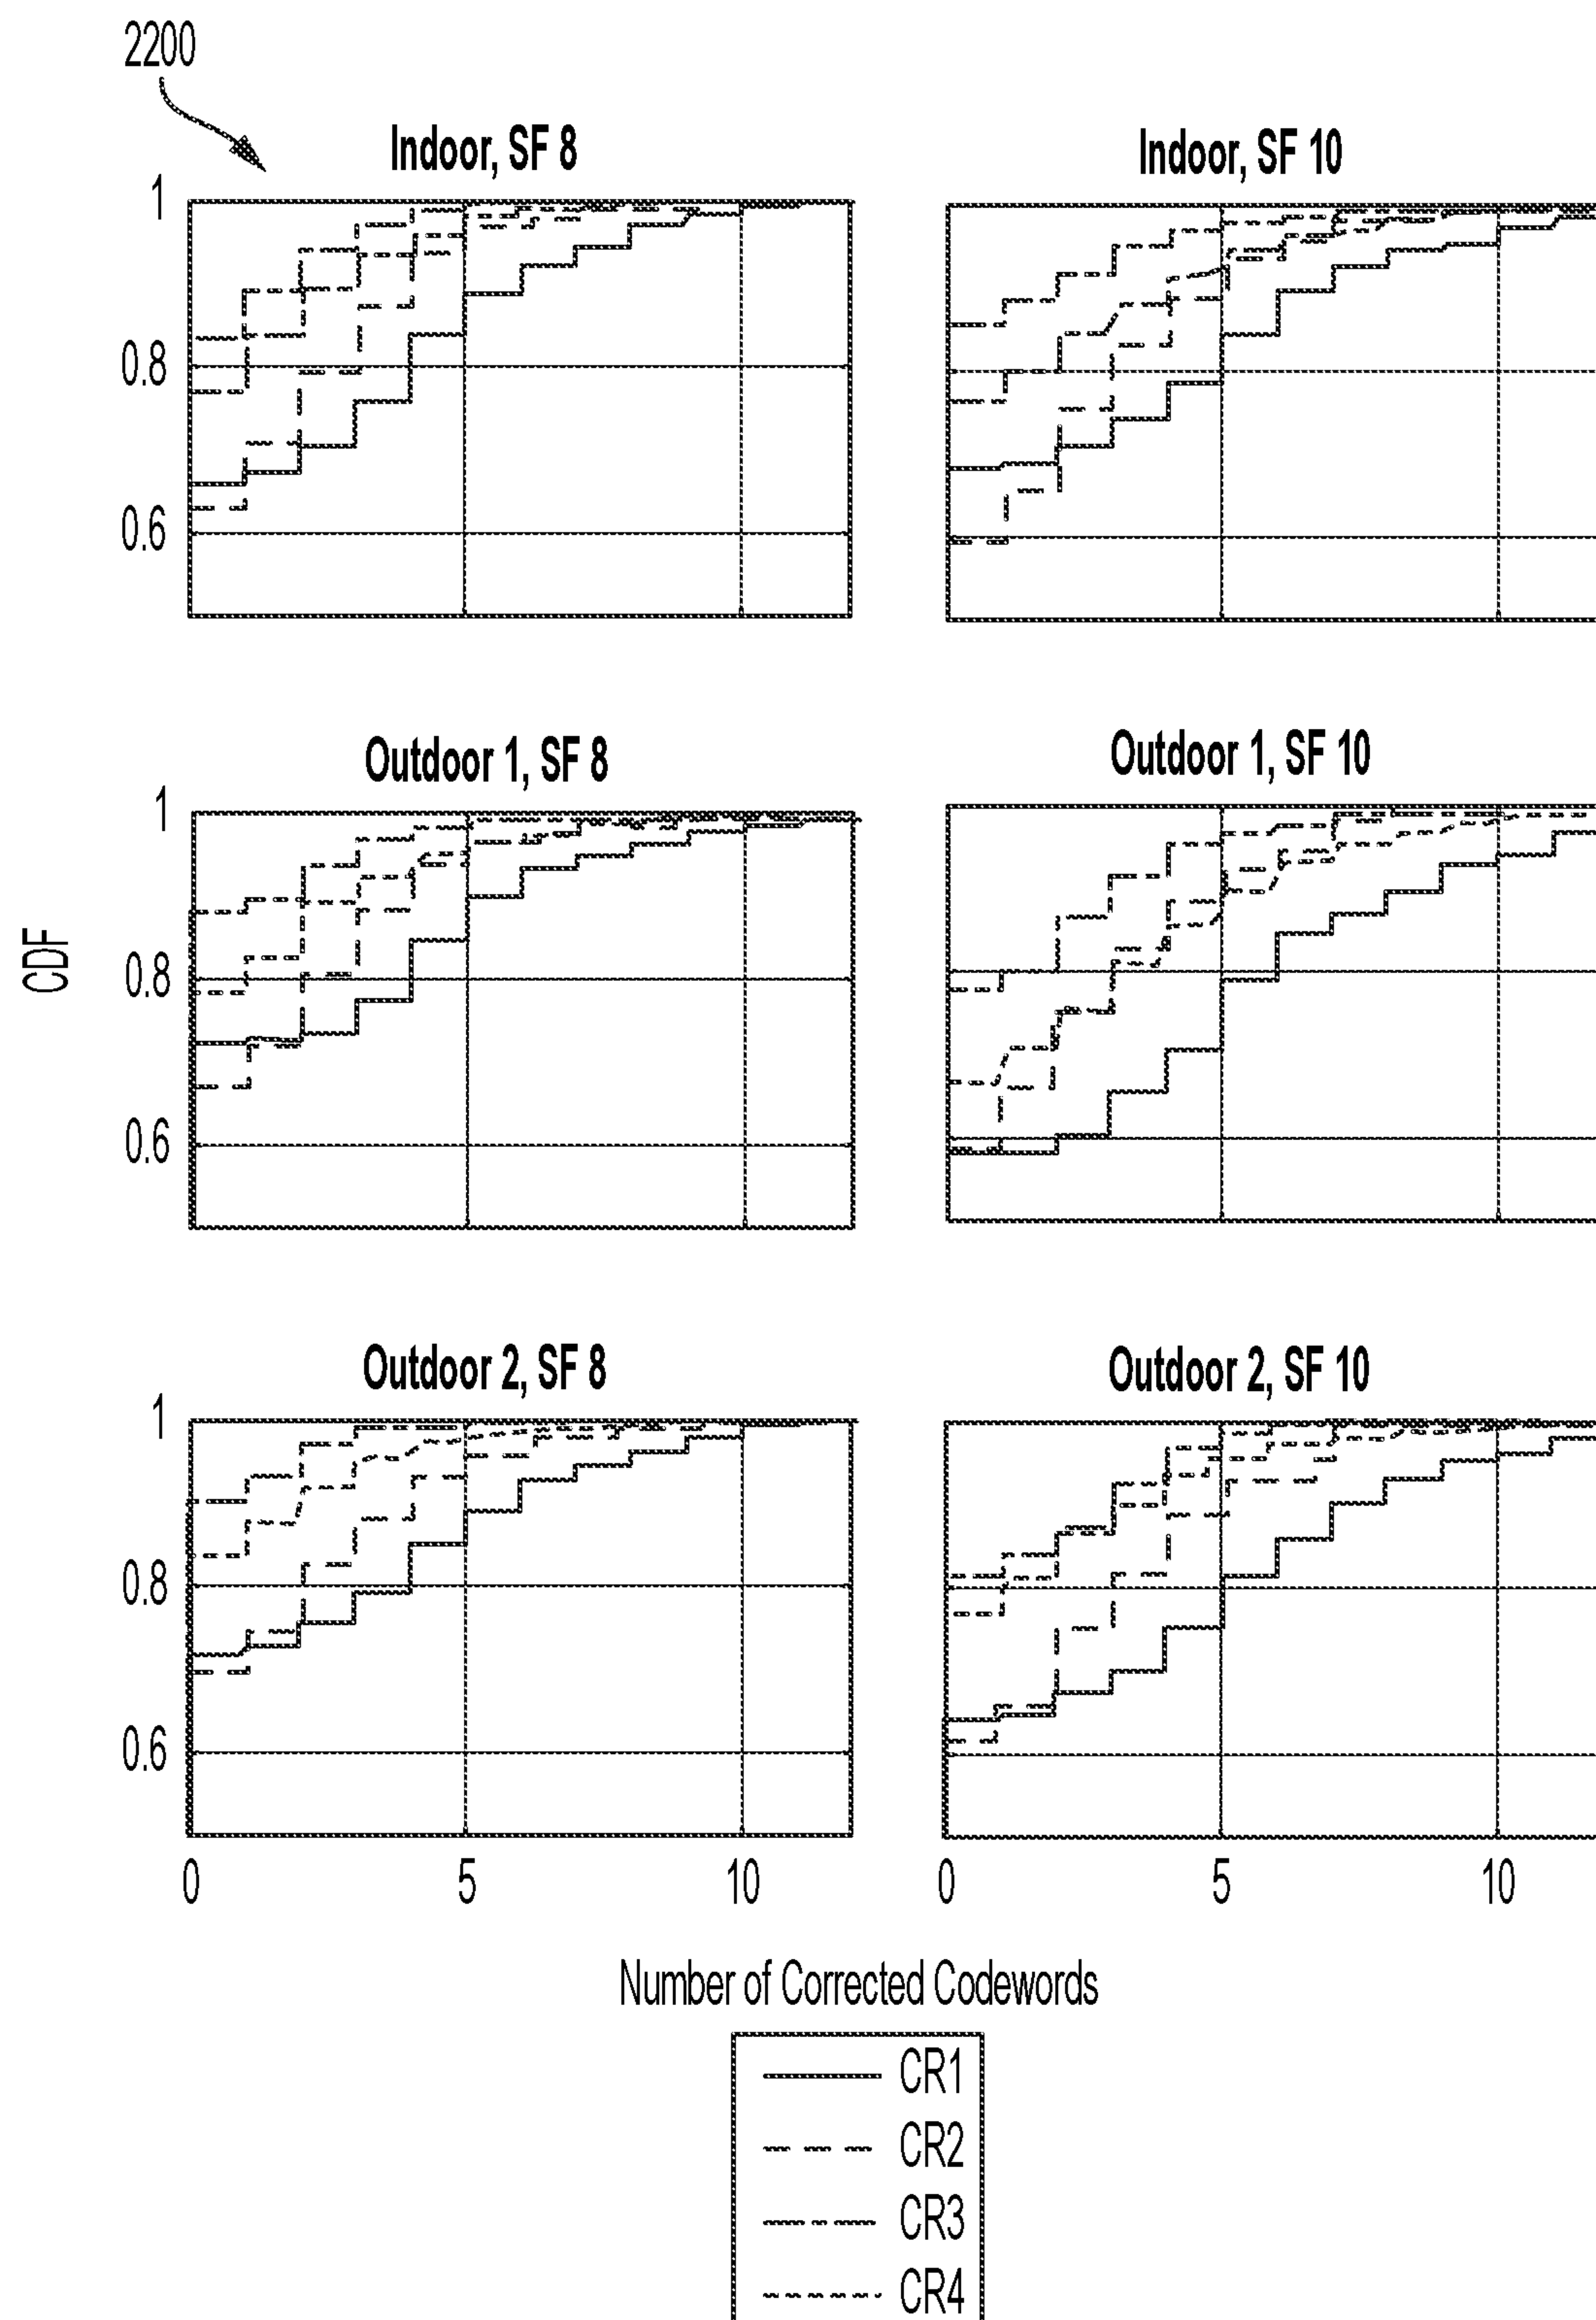 2200
Indoor, SF 8
Indoor, SF 10
1
0.8
0.6
Outdoor 1, SF 8
Outdoor 1, SF 10
1
0.8
0.6
CDF
Outdoor 2, SF 8
Outdoor 2, SF 10
1
0.8
0.6
0 5 10
0 5 10
Number of Corrected Codewords
CR1
CR2
CR3
CR4